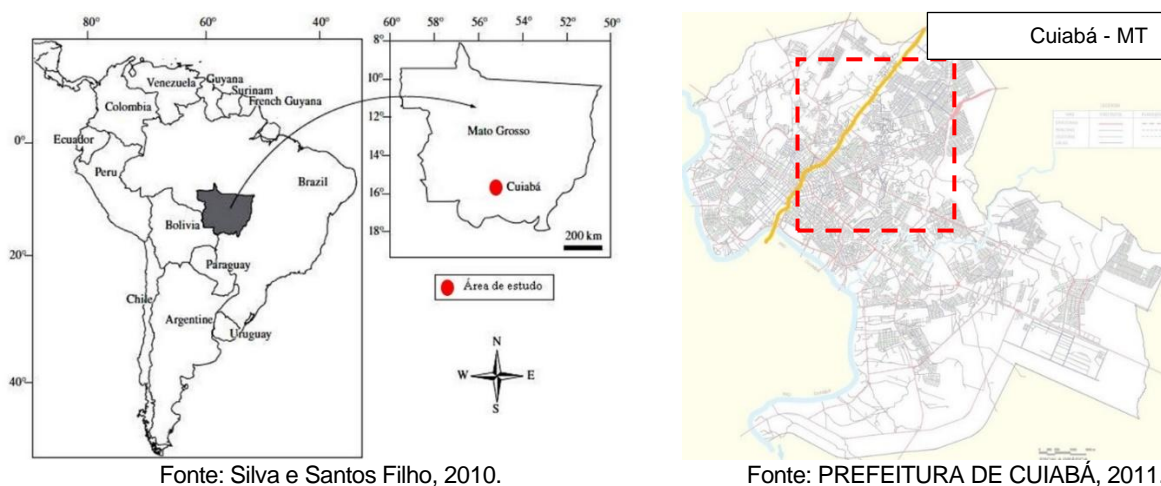 80°
60°
40°
0°
20°
40°
Venezuela
Guyana
Surinam
French Guyana
Colombia
Ecuador
Peru
Brazil
Bolivia
Paraguay
Chile
Argentine
Uruguay
60°
58°
56°
54°
52°
50°
8°
10°
12°
14°
16°
18°
Mato Grosso
Cuiabá
200 km
Área de estudo
N
W
E
S
Cuiabá - MT
Fonte: Silva e Santos Filho, 2010.
Fonte: PREFEITURA DE CUIABÁ, 2011.